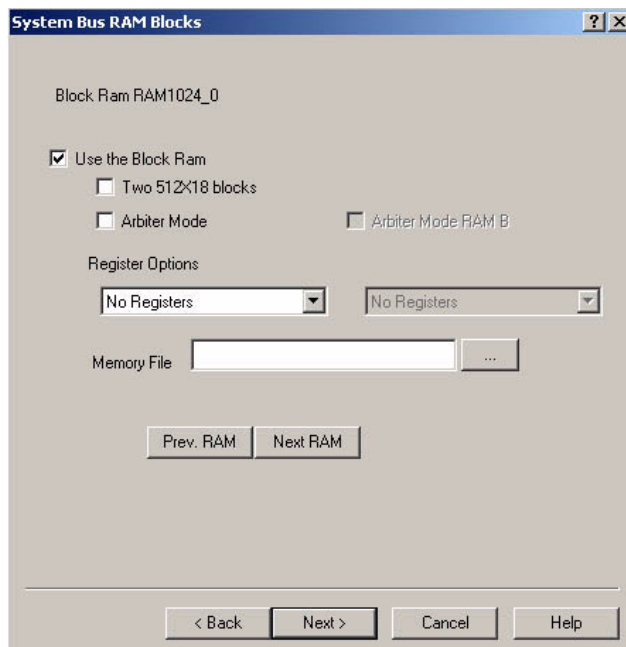 System Bus RAM Blocks
Block Ram RAM1024_0
Use the Block Ram
Two 512X18 blocks
Arbiter Mode Arbiter Mode RAM B
Register Options
No Registers No Registers
Memory File ...
Prev. RAM Next RAM
< Back Next > Cancel Help